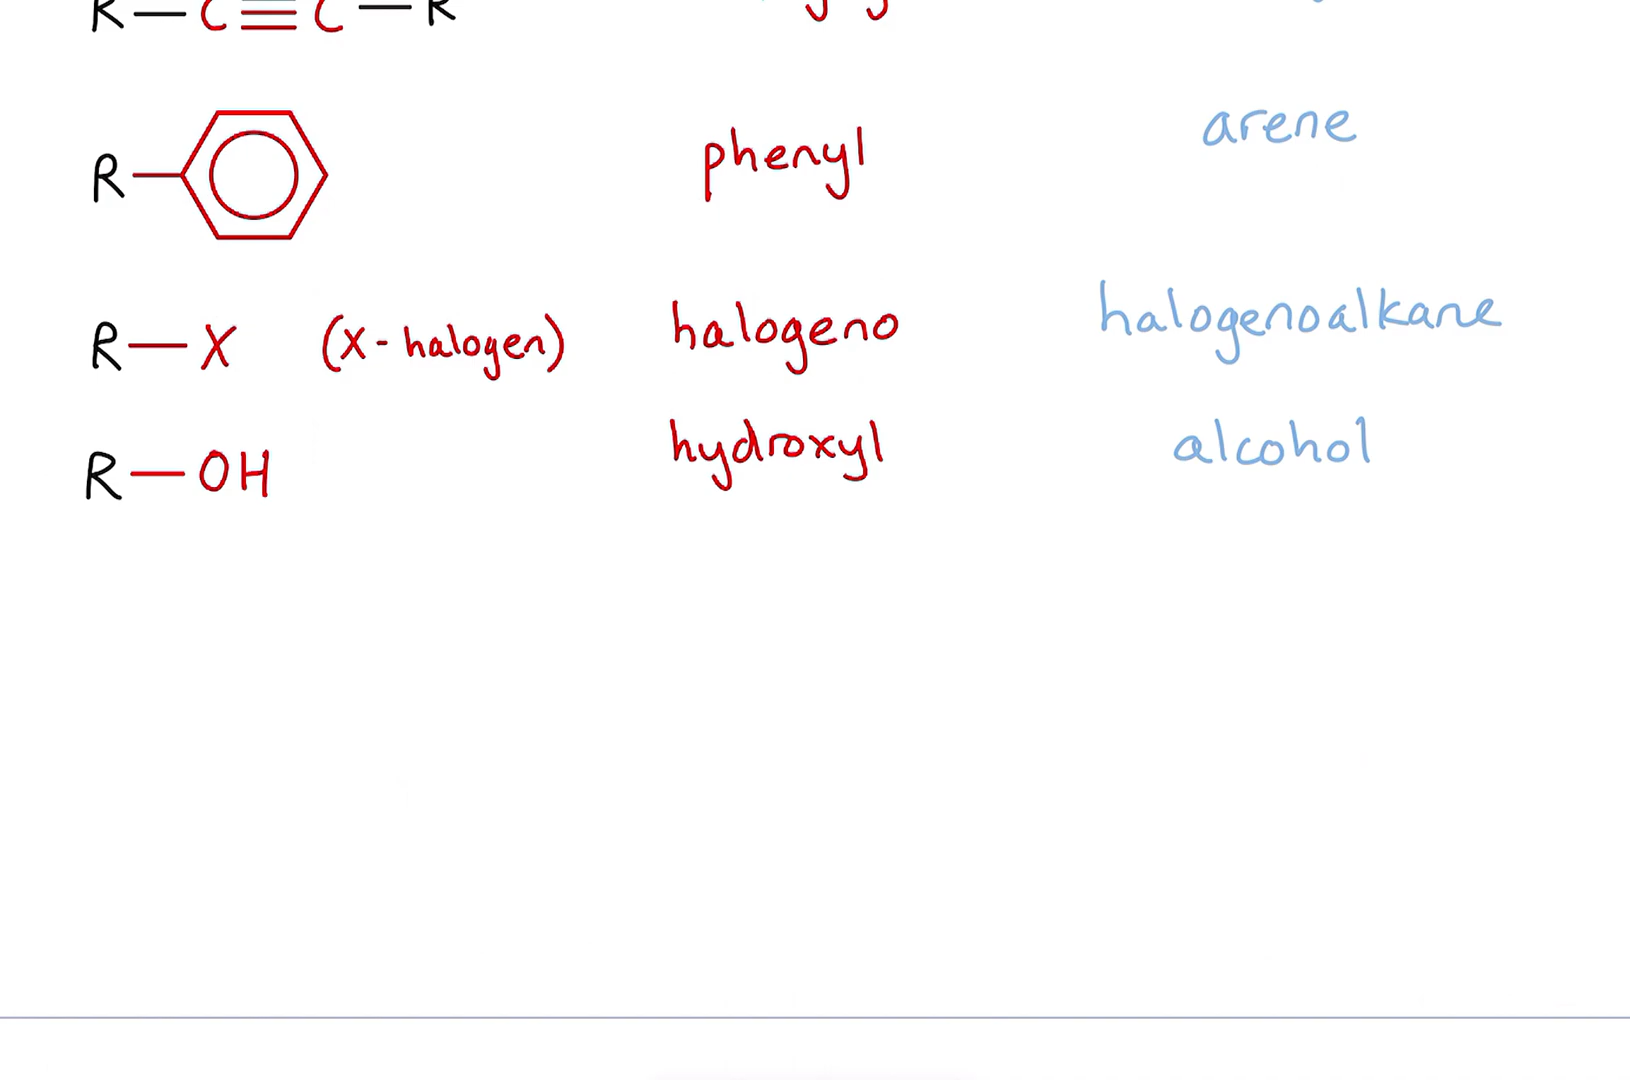 R — C ≡ C — R
R — phenyl arene
R — X (X - halogen) halogeno halogenoalkane
R — OH hydroxyl alcohol